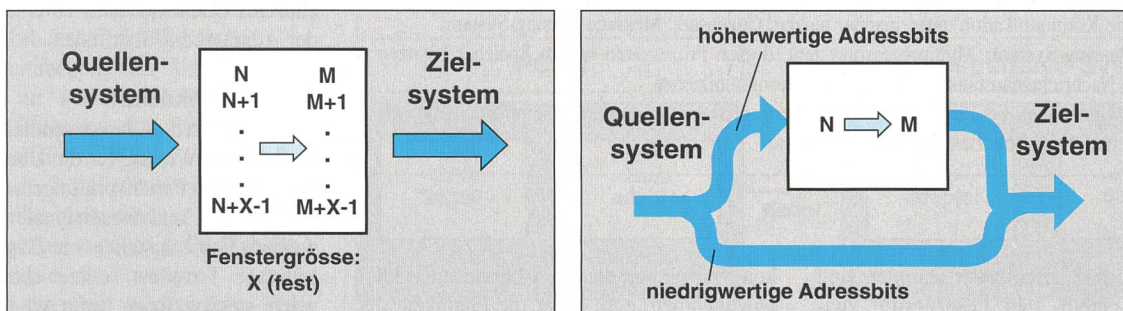 Quellen-
system
N
N+1
.
.
.
N+X-1
M
M+1
.
.
.
M+X-1
Ziel-
system
Fenstergrösse:
X (fest)
höherwertige Adressbits
Quellen-
system
N
M
Ziel-
system
niedrigwertige Adressbits